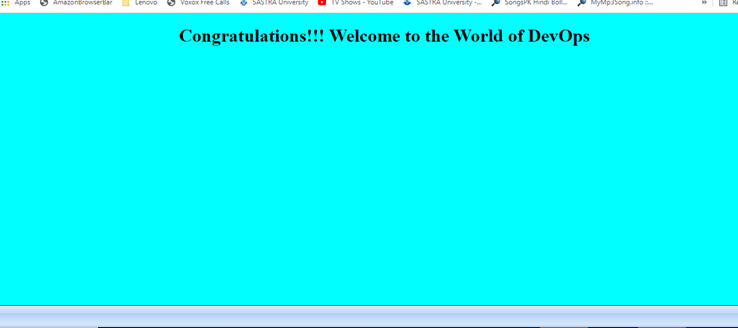 Apps AmazonBrowserBar Lenovo Voxox Free Calls SASTRA University TV Shows - YouTube SASTRA University -... SongsPK Hindi Boll... MyMp3Song.info ::... »
Congratulations!!! Welcome to the World of DevOps